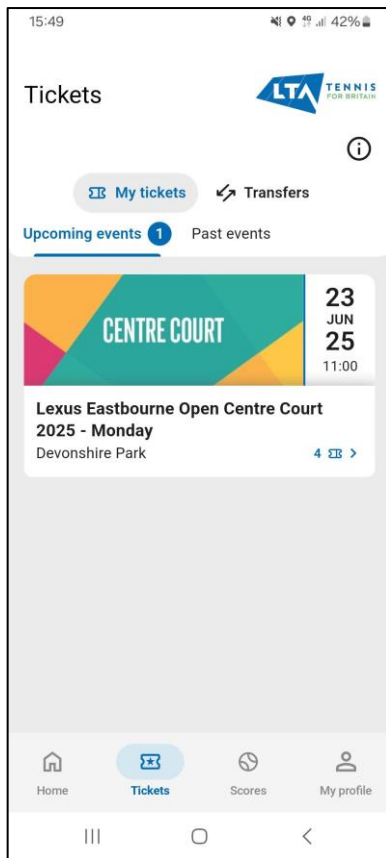 15:49
42%
Tickets
LTA TENNIS
FOR BRITAIN
My tickets
Transfers
Upcoming events 1
Past events
CENTRE COURT
23
JUN
25
11:00
Lexus Eastbourne Open Centre Court
2025 - Monday
Devonshire Park
4
Home
Tickets
Scores
My profile